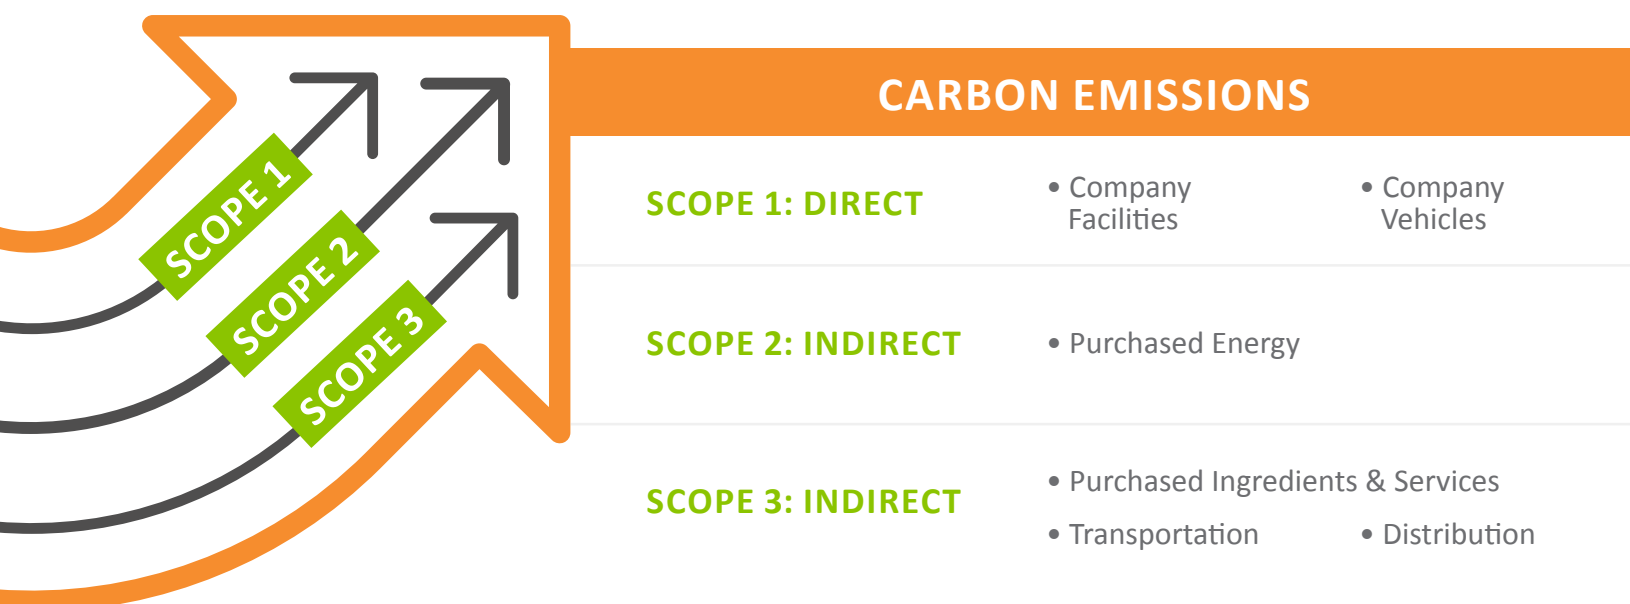 SCOPE 1
SCOPE 2
SCOPE 3
CARBON EMISSIONS
SCOPE 1: DIRECT
• Company
Facilities
• Company
Vehicles
SCOPE 2: INDIRECT
• Purchased Energy
SCOPE 3: INDIRECT
• Purchased Ingredients & Services
• Transportation
• Distribution